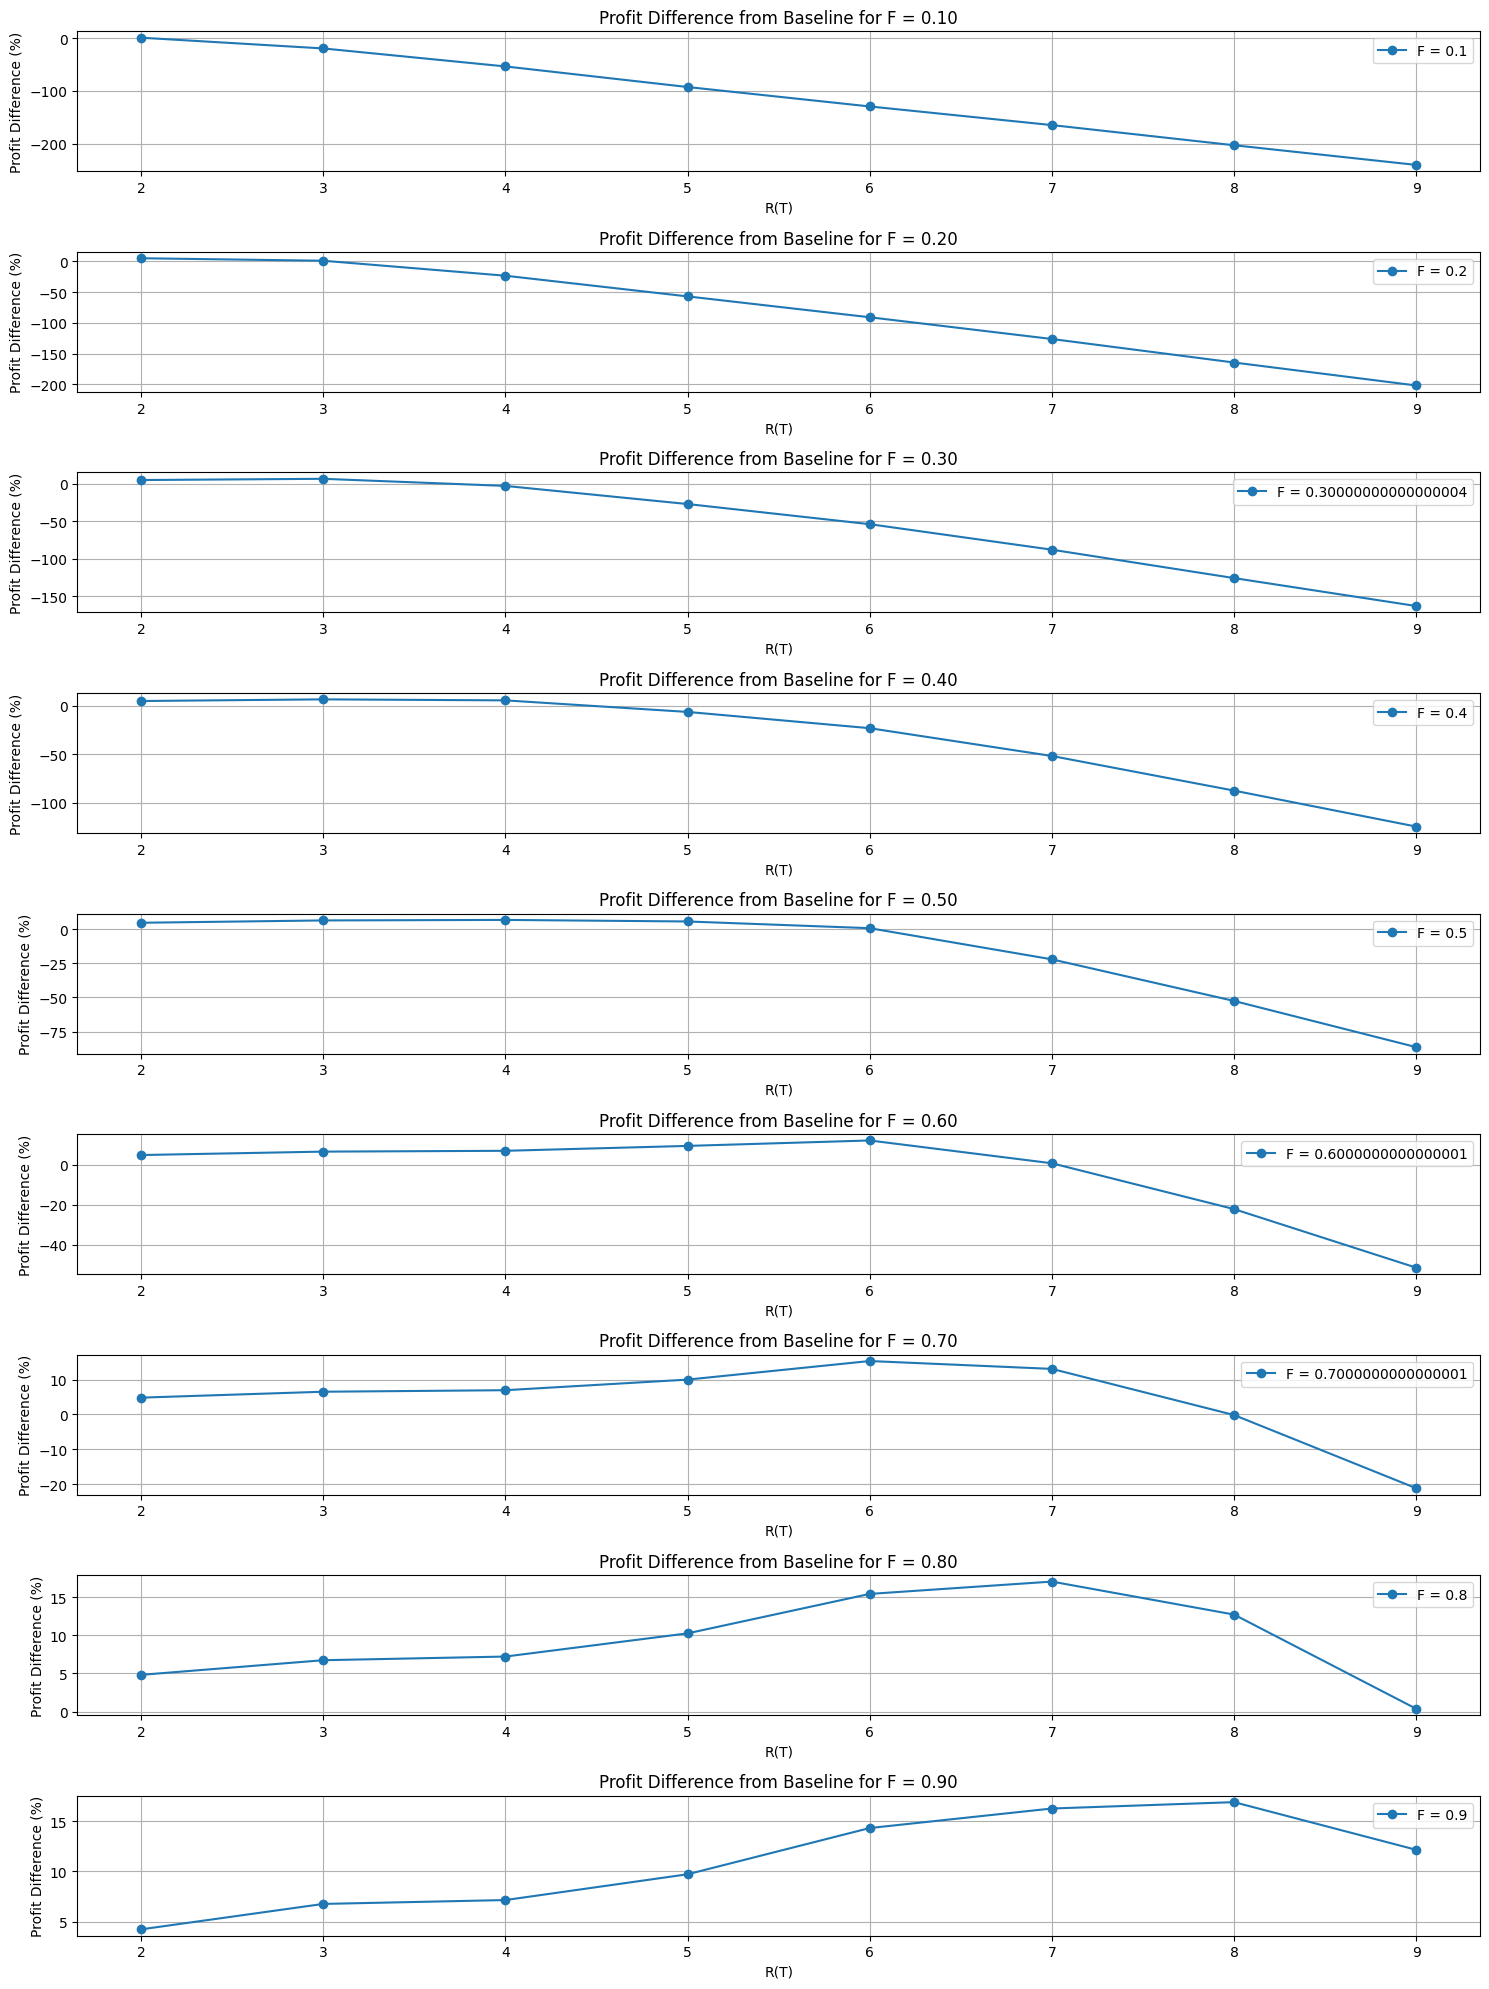 Profit Difference from Baseline for F = 0.10
Profit Difference (%)
0
−100
−200
F = 0.1
2 3 4 5 6 7 8 9
R(T)
Profit Difference from Baseline for F = 0.20
Profit Difference (%)
0
−50
−100
−150
−200
F = 0.2
2 3 4 5 6 7 8 9
R(T)
Profit Difference from Baseline for F = 0.30
Profit Difference (%)
0
−50
−100
−150
F = 0.30000000000000004
2 3 4 5 6 7 8 9
R(T)
Profit Difference from Baseline for F = 0.40
Profit Difference (%)
0
−50
−100
F = 0.4
2 3 4 5 6 7 8 9
R(T)
Profit Difference from Baseline for F = 0.50
Profit Difference (%)
0
−25
−50
−75
F = 0.5
2 3 4 5 6 7 8 9
R(T)
Profit Difference from Baseline for F = 0.60
Profit Difference (%)
0
−20
−40
F = 0.6000000000000001
2 3 4 5 6 7 8 9
R(T)
Profit Difference from Baseline for F = 0.70
Profit Difference (%)
10
0
−10
−20
F = 0.7000000000000001
2 3 4 5 6 7 8 9
R(T)
Profit Difference from Baseline for F = 0.80
Profit Difference (%)
15
10
5
0
F = 0.8
2 3 4 5 6 7 8 9
R(T)
Profit Difference from Baseline for F = 0.90
Profit Difference (%)
15
10
5
F = 0.9
2 3 4 5 6 7 8 9
R(T)